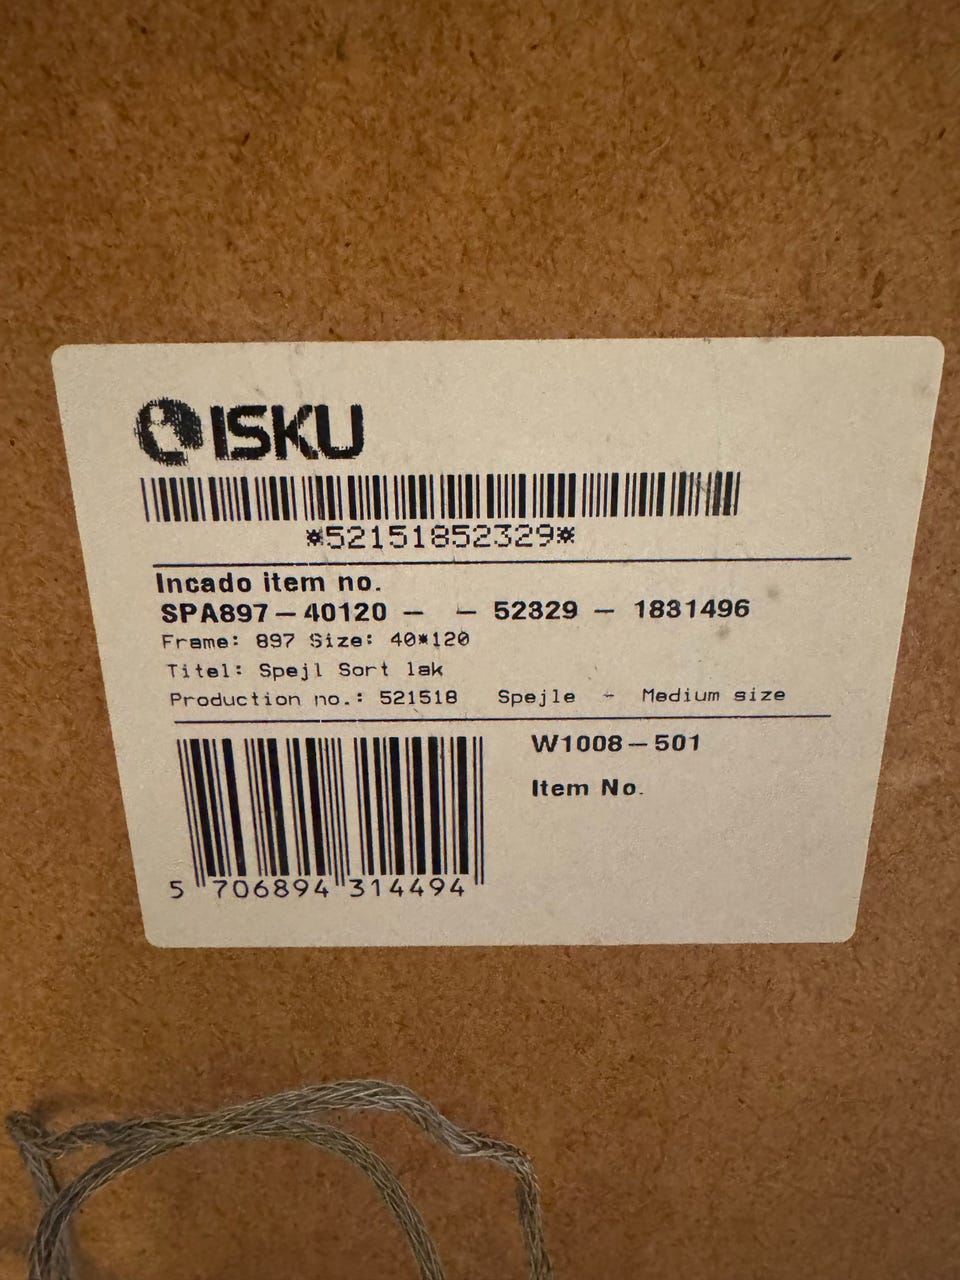 ISKU
*52151852329*
Incado item no.
SPA897-40120 - - 52329 - 1831496
Frame: 897 Size: 40*120
Titel: Spejl Sort lak
Production no.: 521518 Spejle - Medium size
W1008-501
Item No.
5 706894 314494